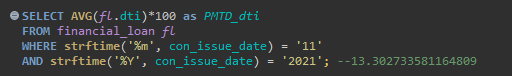 SELECT AVG(fl.dti)*100 as PMTD_dti
FROM financial_loan fl
WHERE strftime('%m', con_issue_date) = '11'
AND strftime('%Y', con_issue_date) = '2021'; --13.302733581164809